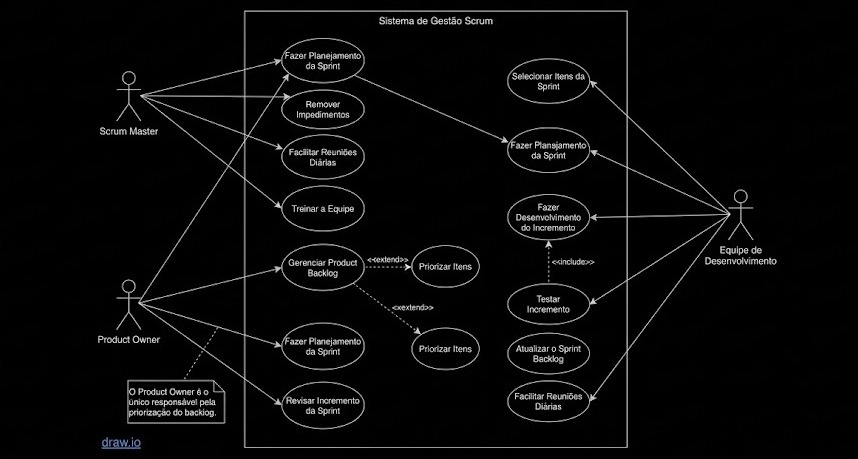 Sistema de Gestão Scrum
Fazer Planejamento
da Sprint
Remover
Impedimentos
Facilitar Reuniões
Diárias
Treinar a Equipe
Scrum Master
Selecionar Itens da
Sprint
Fazer Plansjamento
da Sprint
Fazer
Desenvolvimento
do Incremento
<<include>>
Testar
Incremento
Atualizar o Sprint
Backlog
Facilitar Reuniões
Diárias
Equipe de
Desenvolvimento
Gerenciar Product
Backlog
<<extend>>
Priorizar Itens
<<extend>>
Priorizar Itens
Fazer Planejamento
da Sprint
Revisar Incremento
da Sprint
Product Owner
O Product Owner é o
único responsável pela
priorização do backlog.
draw.io